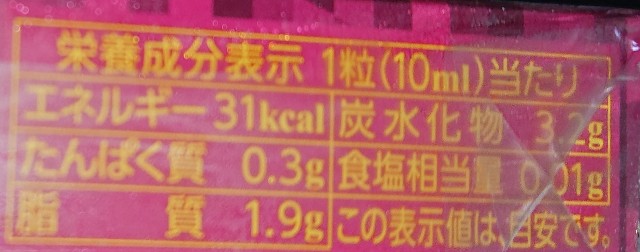 栄養成分表示 1粒(10ml)当たり
エネルギー 31kcal 炭水化物 3.2g
たんぱく質 0.3g 食塩相当量 0.01g
脂質 1.9g この表示値は、目安です。